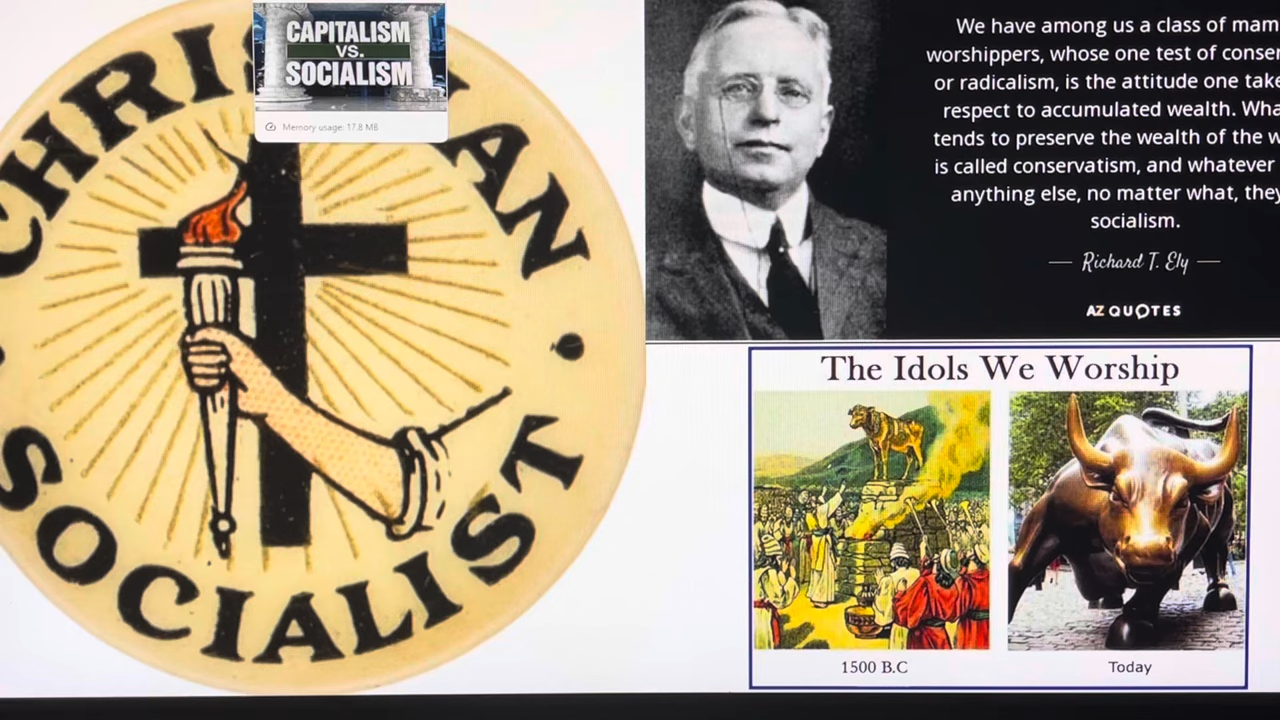 CHRIS AN
SOCIALIST
CAPITALISM
VS.
SOCIALISM
Memory usage: 17.8 MB
We have among us a class of mam
worshippers, whose one test of conser
or radicalism, is the attitude one take
respect to accumulated wealth. Wha
tends to preserve the wealth of the w
is called conservatism, and whatever
anything else, no matter what, they
socialism.
Richard T. Ely
AZ QUOTES
The Idols We Worship
1500 B.C
Today